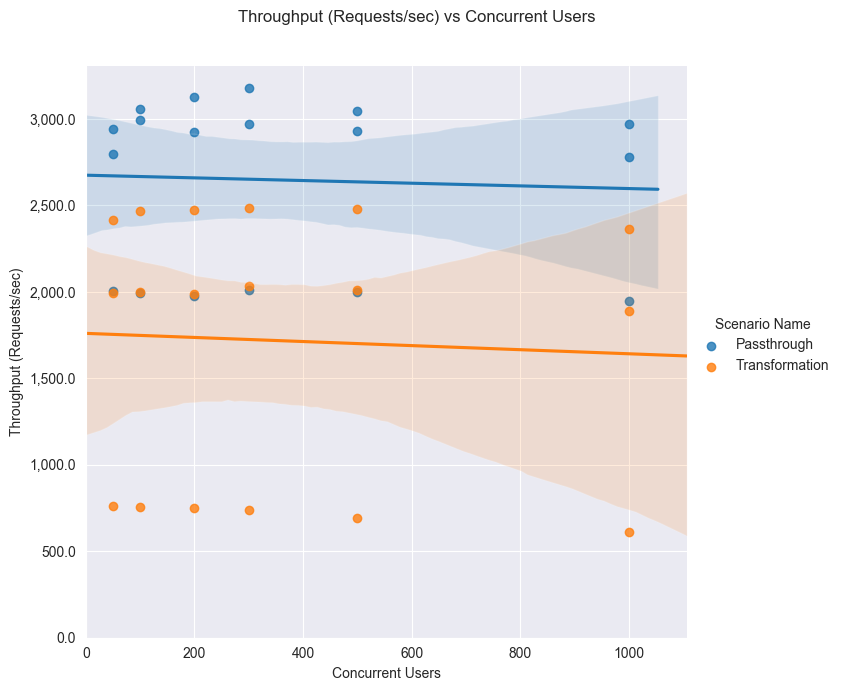 Throughput (Requests/sec) vs Concurrent Users
3,000.0
2,500.0
2,000.0
1,500.0
1,000.0
500.0
0.0
Throughput (Requests/sec)
0 200 400 600 800 1000
Concurrent Users
Scenario Name
Passthrough
Transformation